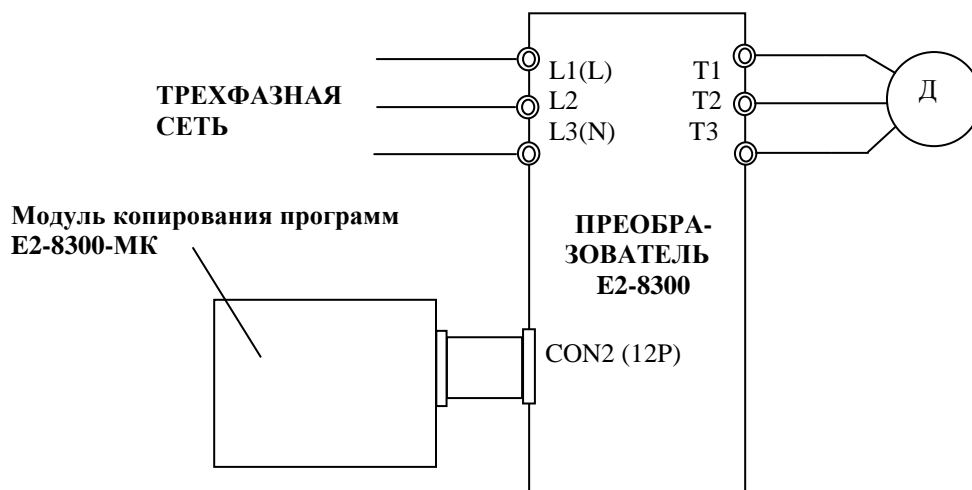 ТРЕХФАЗНАЯ
СЕТЬ
L1(L)
L2
L3(N)
T1
T2
T3
Д
Модуль копирования программ
Е2-8300-МК
ПРЕОБРА-
ЗОВАТЕЛЬ
Е2-8300
CON2 (12P)